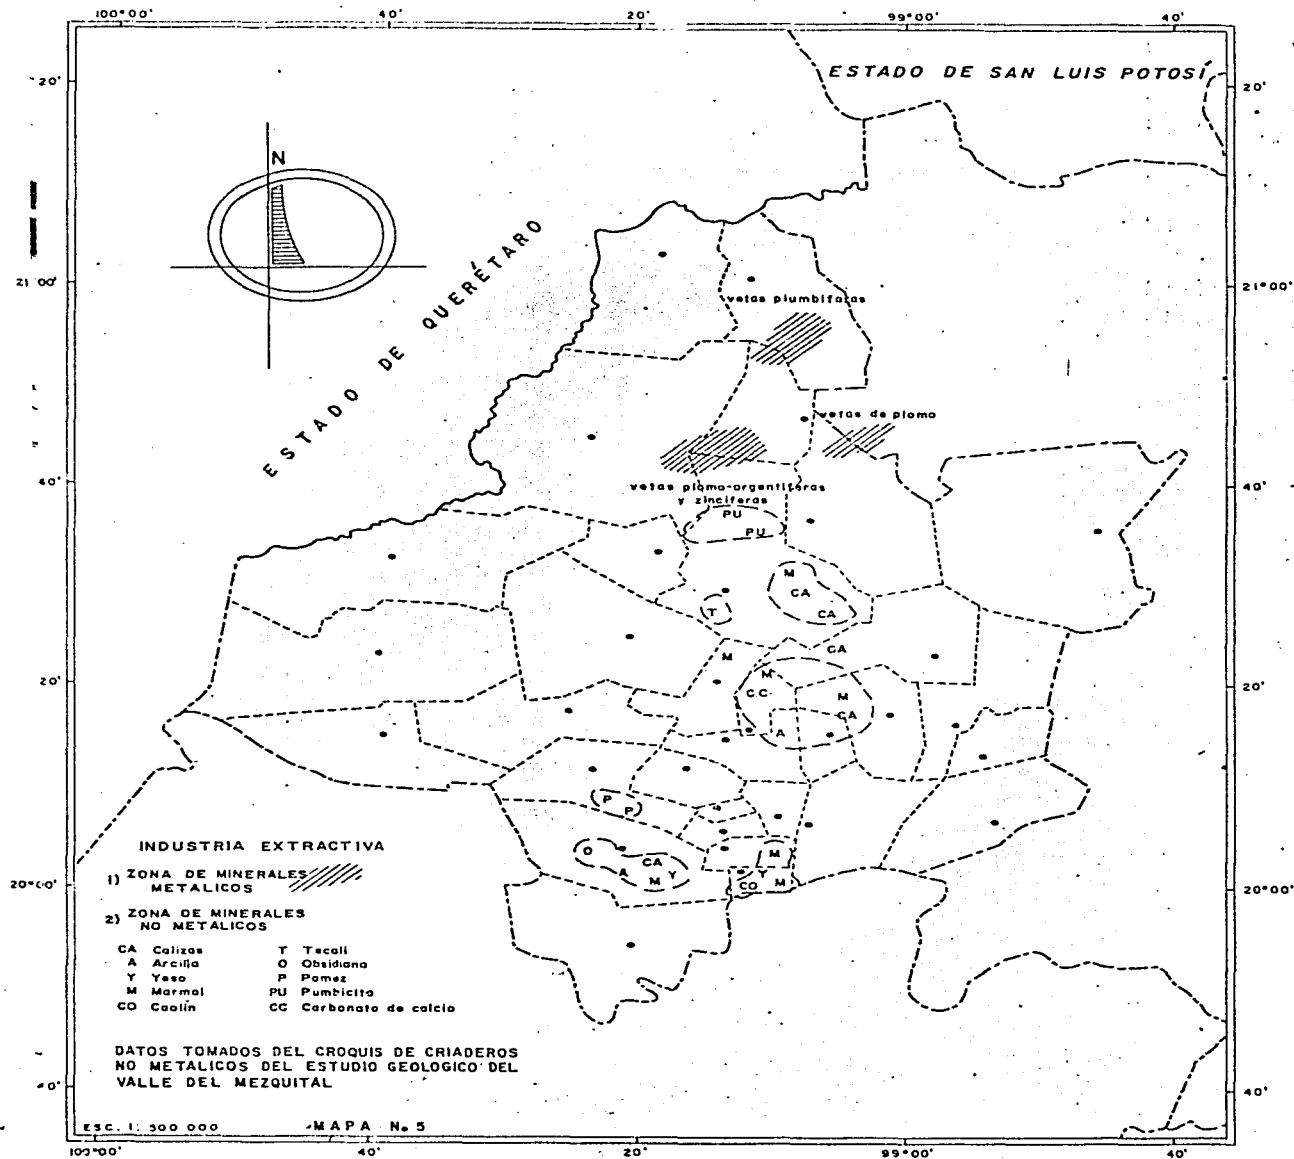 100°00' 40' 20' 99°00' 40'
ESTADO DE SAN LUIS POTOSÍ
20' 20'
N
ESTADO DE QUERÉTARO
21°00' 21°00'
vetas plumbiferas
vetas de plomo
40' 40'
vetas plomo-argentiferas
y zinciferas
PU
PU
M
CA
T CA
CA
M
M
20' 20'
CC M
CA
A
P
P
INDUSTRIA EXTRACTIVA
O CA M
A Y Y
M M
CO
1) ZONA DE MINERALES
METALICOS
20°00' 20°00'
2) ZONA DE MINERALES
NO METALICOS
CA Calizas T Tecali
A Arcilla O Obsidiana
Y Yeso P Pomez
M Marmol PU Pumicita
CO Caolín CC Carbonato de calcio
DATOS TOMADOS DEL CROQUIS DE CRIADEROS
NO METALICOS DEL ESTUDIO GEOLOGICO DEL
VALLE DEL MEZQUITAL
40' 40'
ESC. 1: 500 000 MAPA No 5
100°00' 40' 20' 99°00' 40'